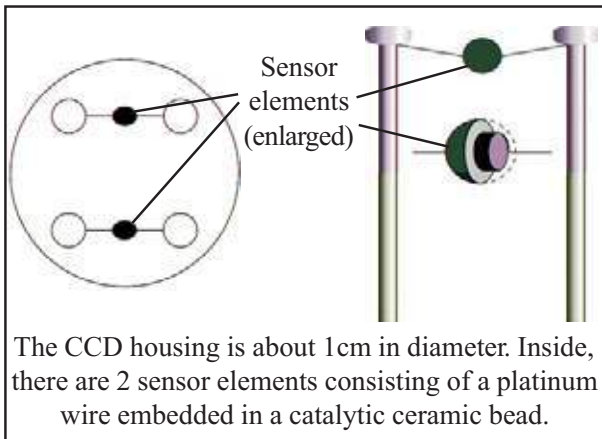 Sensor
elements
(enlarged)
The CCD housing is about 1cm in diameter. Inside,
there are 2 sensor elements consisting of a platinum
wire embedded in a catalytic ceramic bead.